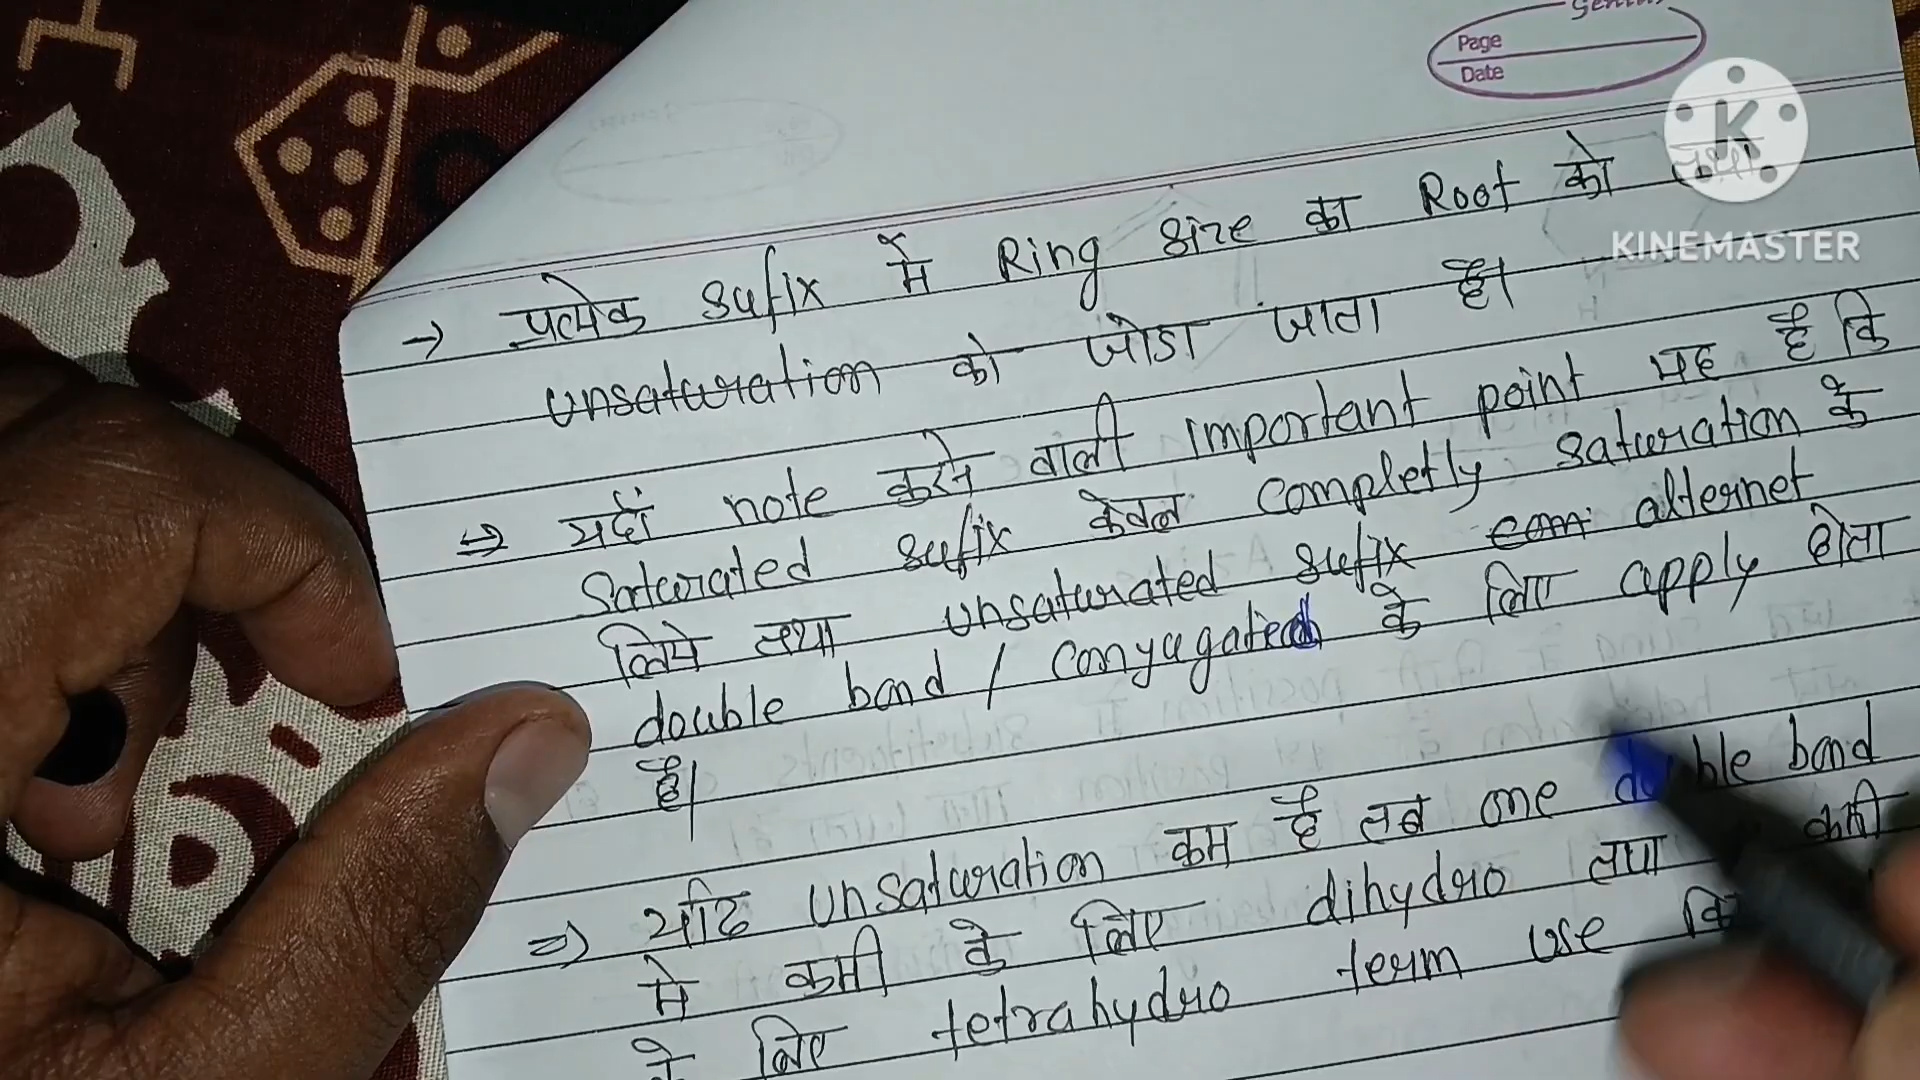 Page
Date
KINEMASTER
→ प्रत्येक sufix में Ring size का Root को
unsaturation को जोडा जाता है।
⇒ यहाँ note करने वाली important point यह है कि
Saturated sufix केवल completly saturation के
लिये तथा unsaturated sufix com alternet
double bond / conyugated के लिए apply होता
है।
⇒ यदि unsaturation कम है तब one double bond
मे कमी के लिए dihydro तथा कमी
के लिए tetrahydro term use